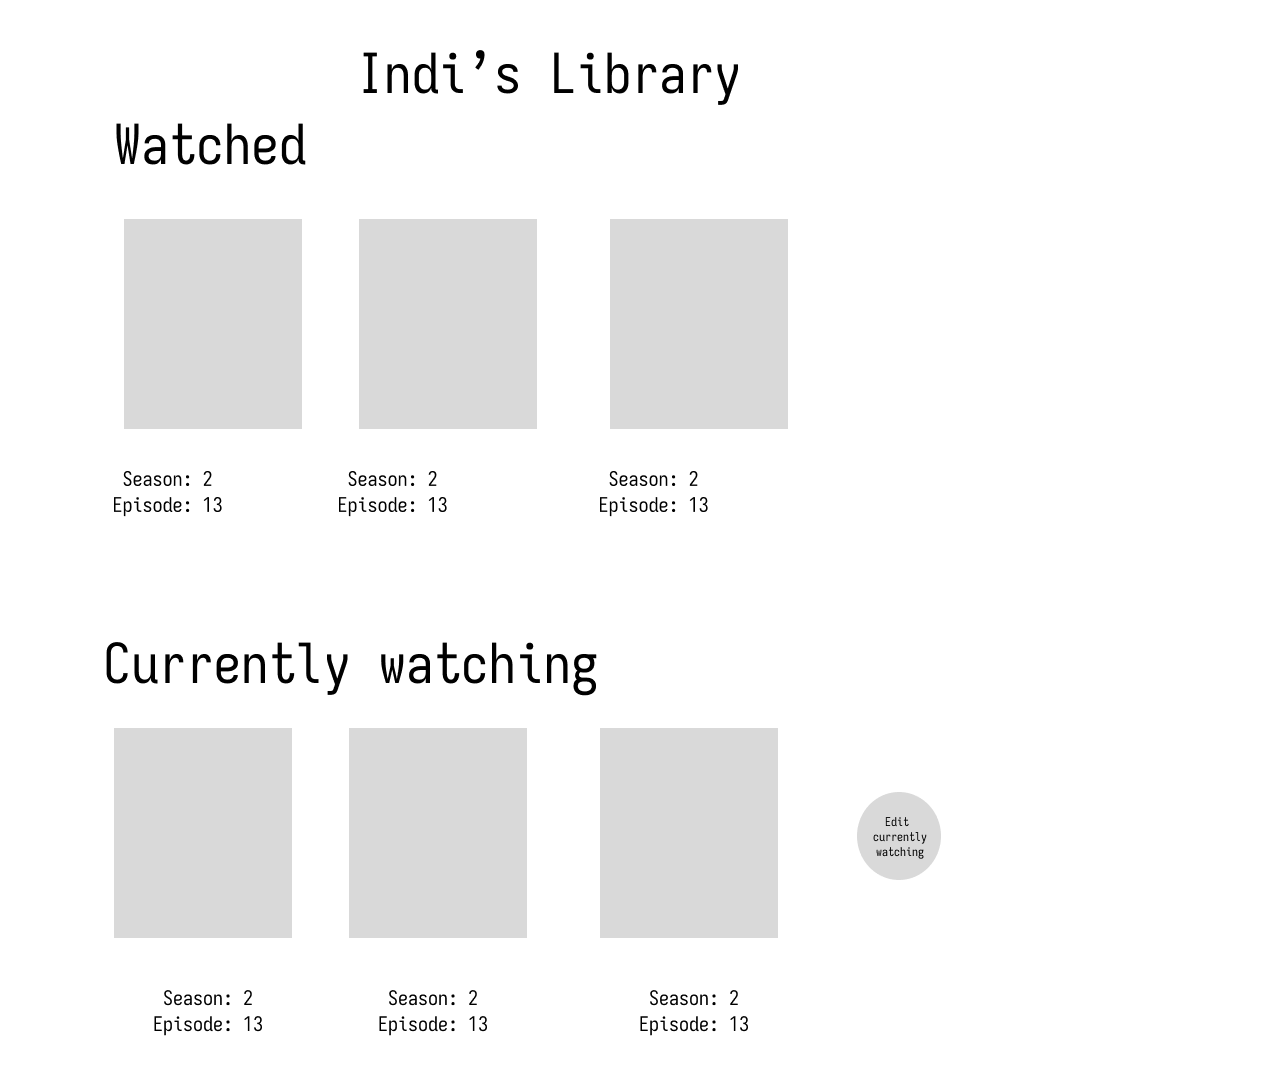 Indi’s Library
Watched
Season: 2
Episode: 13
Season: 2
Episode: 13
Season: 2
Episode: 13
Currently watching
Edit
currently
watching
Season: 2
Episode: 13
Season: 2
Episode: 13
Season: 2
Episode: 13